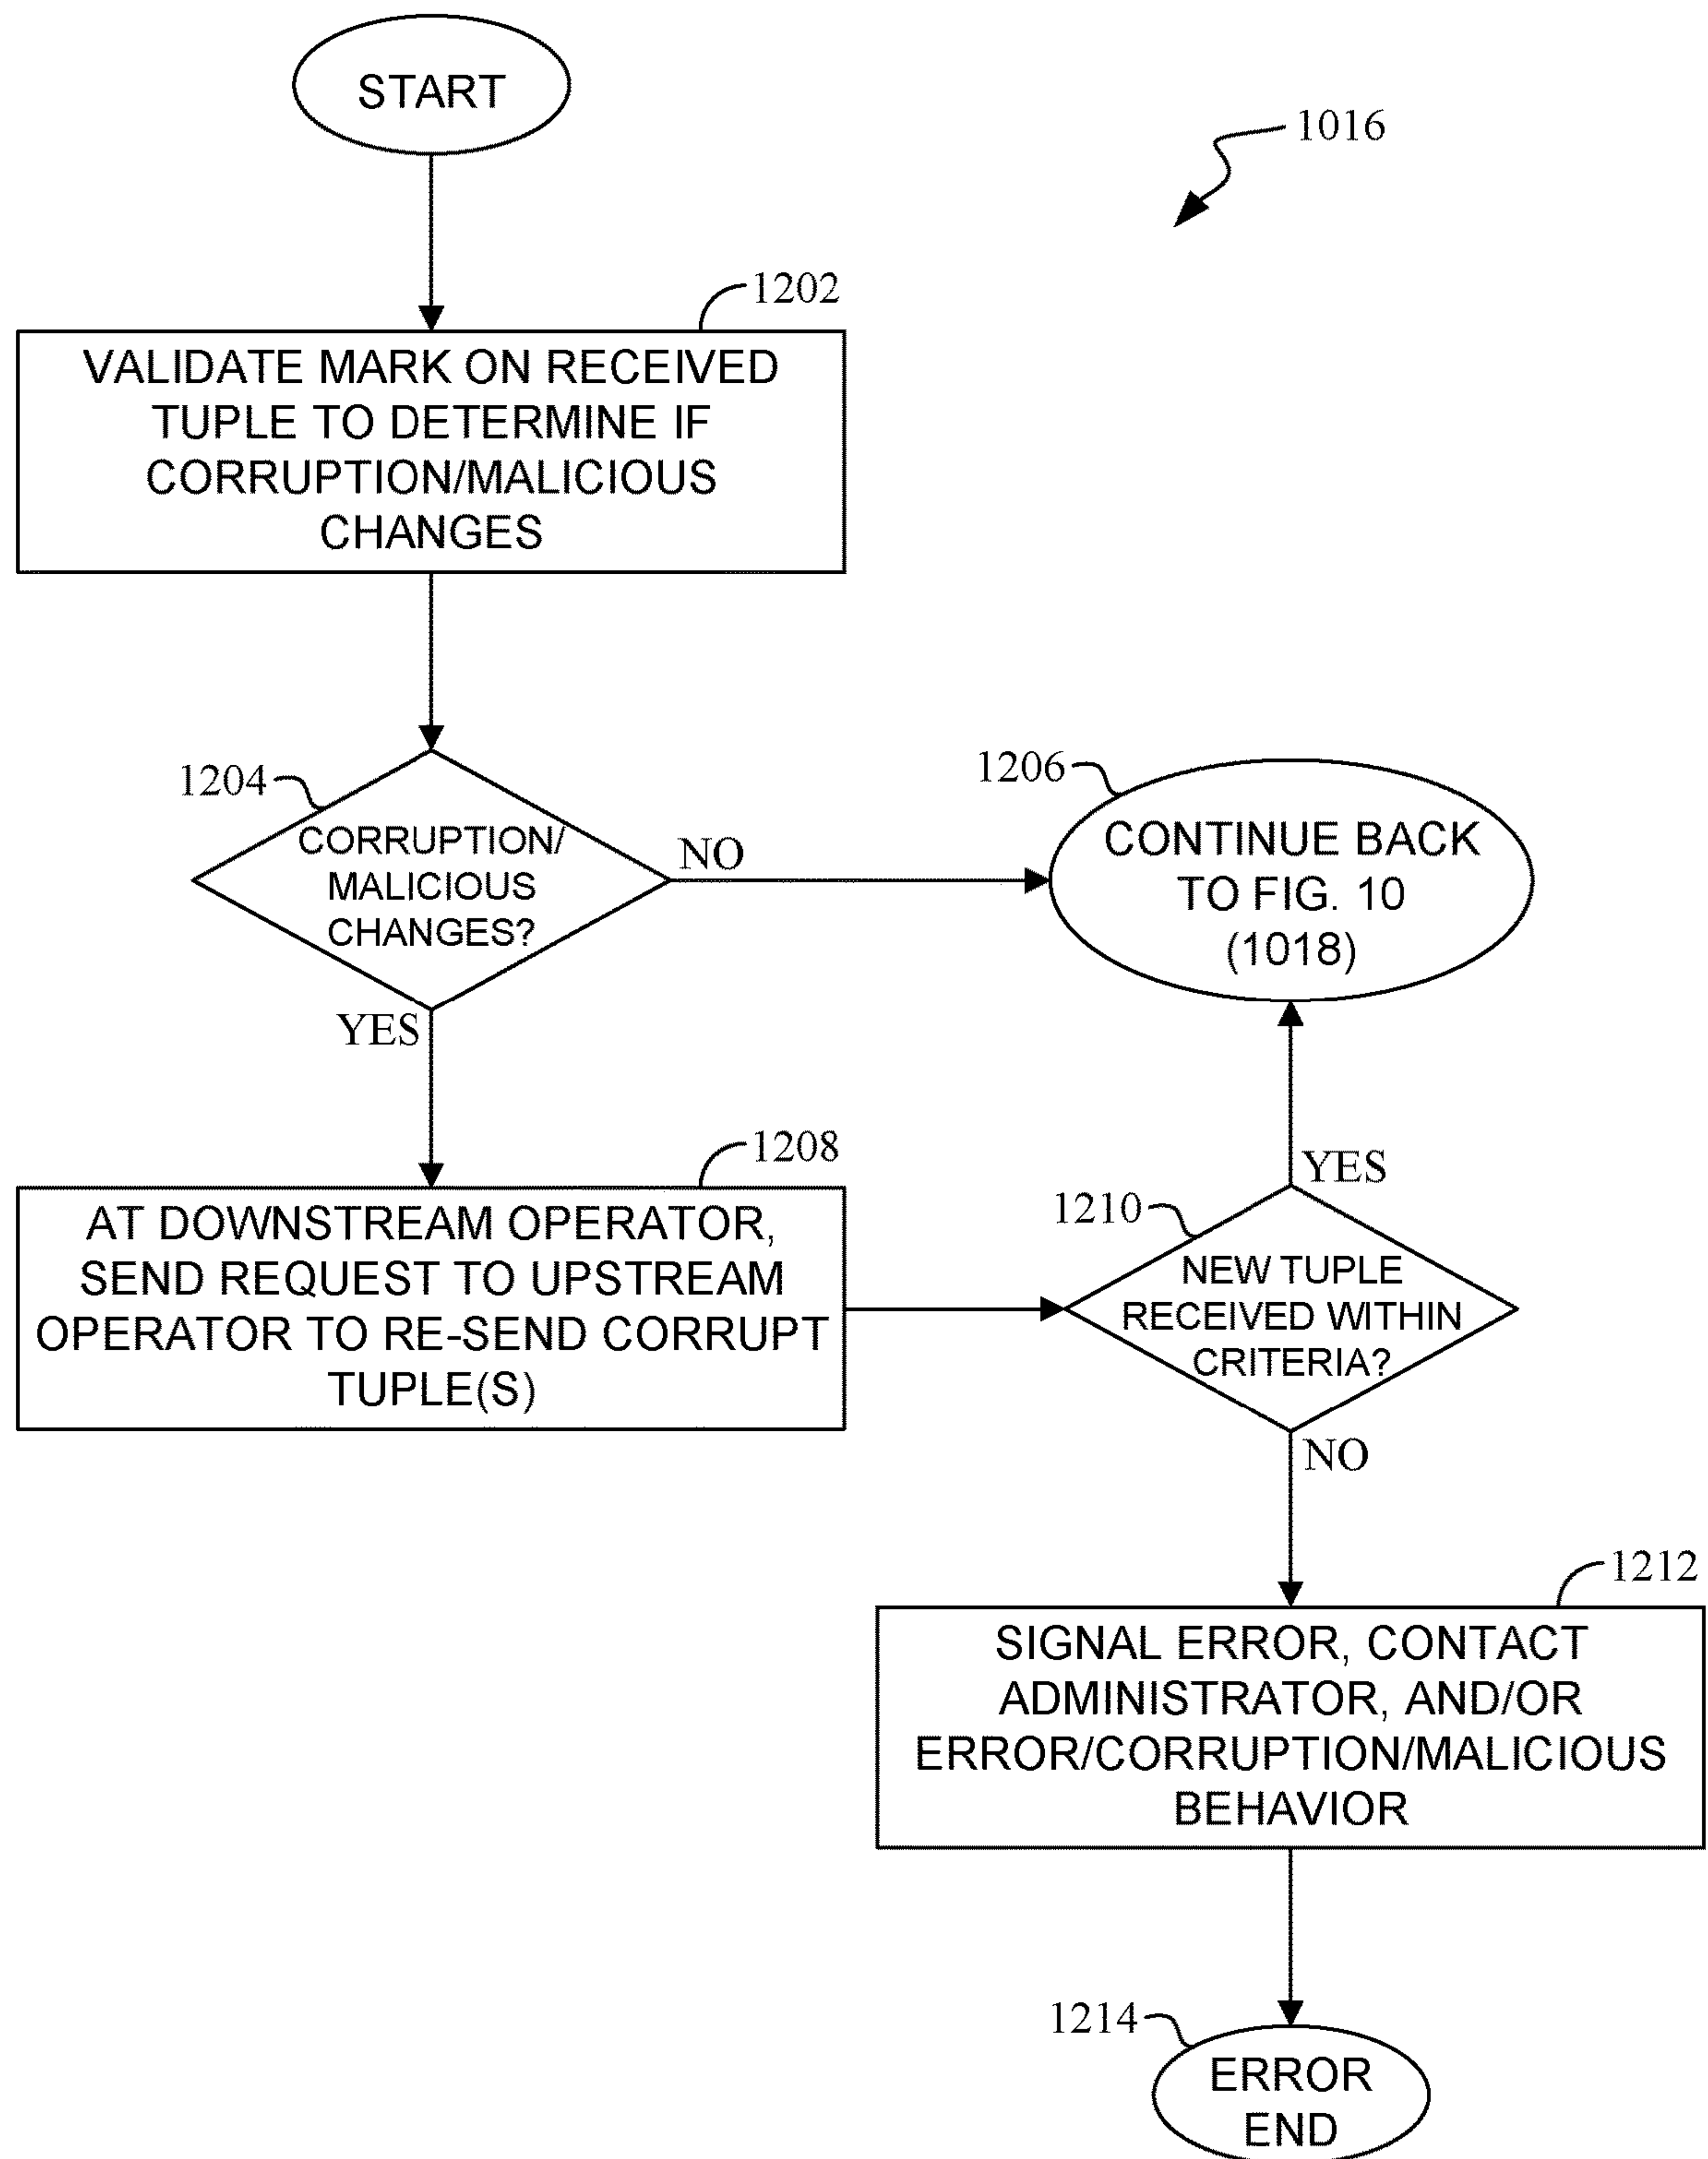 START
1016
1202
VALIDATE MARK ON RECEIVED
TUPLE TO DETERMINE IF
CORRUPTION/MALICIOUS
CHANGES
1204
CORRUPTION/
MALICIOUS
CHANGES?
NO
YES
1206
CONTINUE BACK
TO FIG. 10
(1018)
1208
AT DOWNSTREAM OPERATOR,
SEND REQUEST TO UPSTREAM
OPERATOR TO RE-SEND CORRUPT
TUPLE(S)
1210
YES
NEW TUPLE
RECEIVED WITHIN
CRITERIA?
NO
1212
SIGNAL ERROR, CONTACT
ADMINISTRATOR, AND/OR
ERROR/CORRUPTION/MALICIOUS
BEHAVIOR
1214
ERROR
END